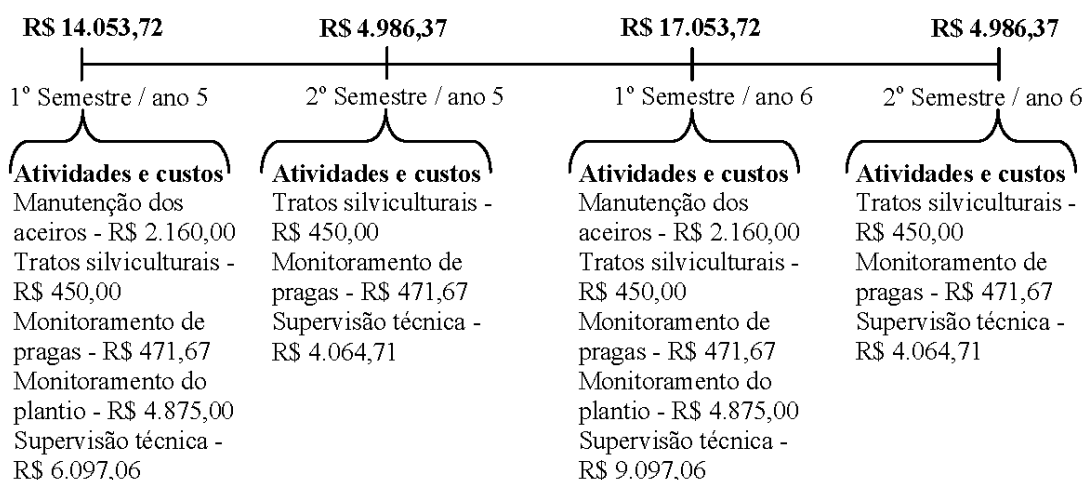 R$ 14.053,72
R$ 4.986,37
R$ 17.053,72
R$ 4.986,37
1º Semestre / ano 5
2º Semestre / ano 5
1º Semestre / ano 6
2º Semestre / ano 6
Atividades e custos
Manutenção dos
aceiros - R$ 2.160,00
Tratos silviculturais -
R$ 450,00
Monitoramento de
pragas - R$ 471,67
Monitoramento do
plantio - R$ 4.875,00
Supervisão técnica -
R$ 6.097,06
Atividades e custos
Tratos silviculturais -
R$ 450,00
Monitoramento de
pragas - R$ 471,67
Supervisão técnica -
R$ 4.064,71
Atividades e custos
Manutenção dos
aceiros - R$ 2.160,00
Tratos silviculturais -
R$ 450,00
Monitoramento de
pragas - R$ 471,67
Monitoramento do
plantio - R$ 4.875,00
Supervisão técnica -
R$ 9.097,06
Atividades e custos
Tratos silviculturais -
R$ 450,00
Monitoramento de
pragas - R$ 471,67
Supervisão técnica -
R$ 4.064,71